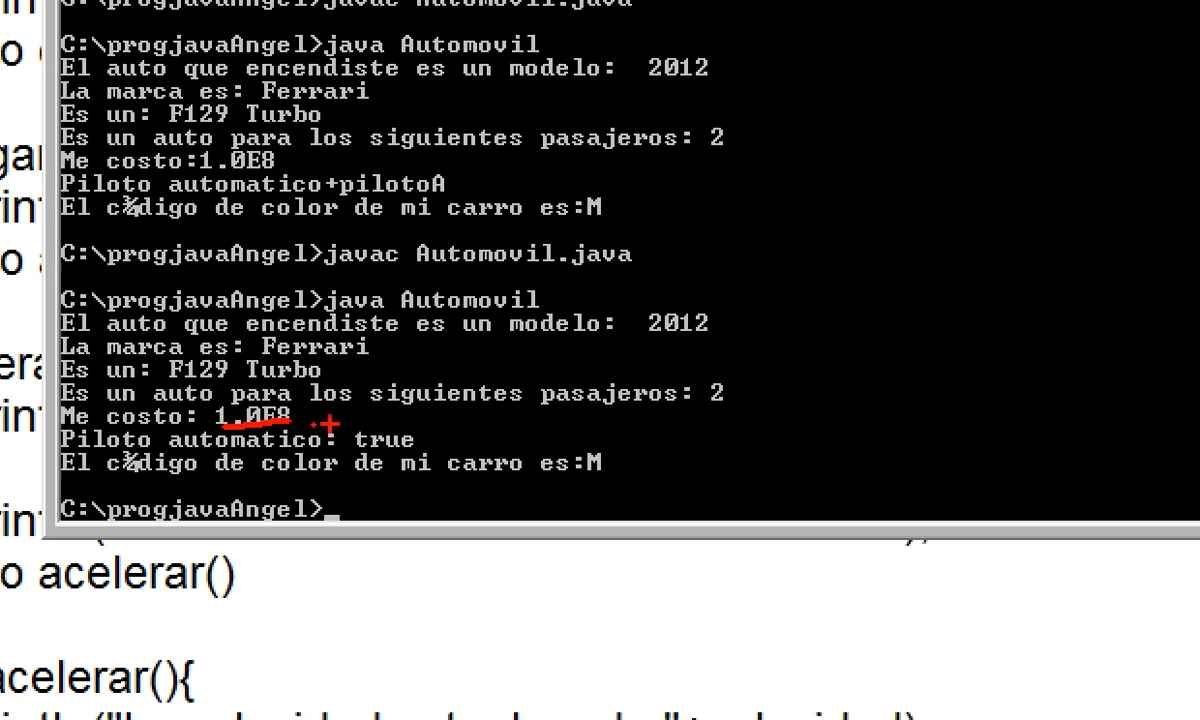 C:\progjavaAngel>javac Automovil.java
C:\progjavaAngel>java Automovil
El auto que encendiste es un modelo:  2012
La marca es: Ferrari
Es un: F129 Turbo
Es un auto para los siguientes pasajeros: 2
Me costo:1.0E8
Piloto automatico+pilotoA
El c¾digo de color de mi carro es:M
C:\progjavaAngel>javac Automovil.java
C:\progjavaAngel>java Automovil
El auto que encendiste es un modelo:  2012
La marca es: Ferrari
Es un: F129 Turbo
Es un auto para los siguientes pasajeros: 2
Me costo: 1.0E8
Piloto automatico: true
El c¾digo de color de mi carro es:M
C:\progjavaAngel>_
o acelerar()
acelerar(){